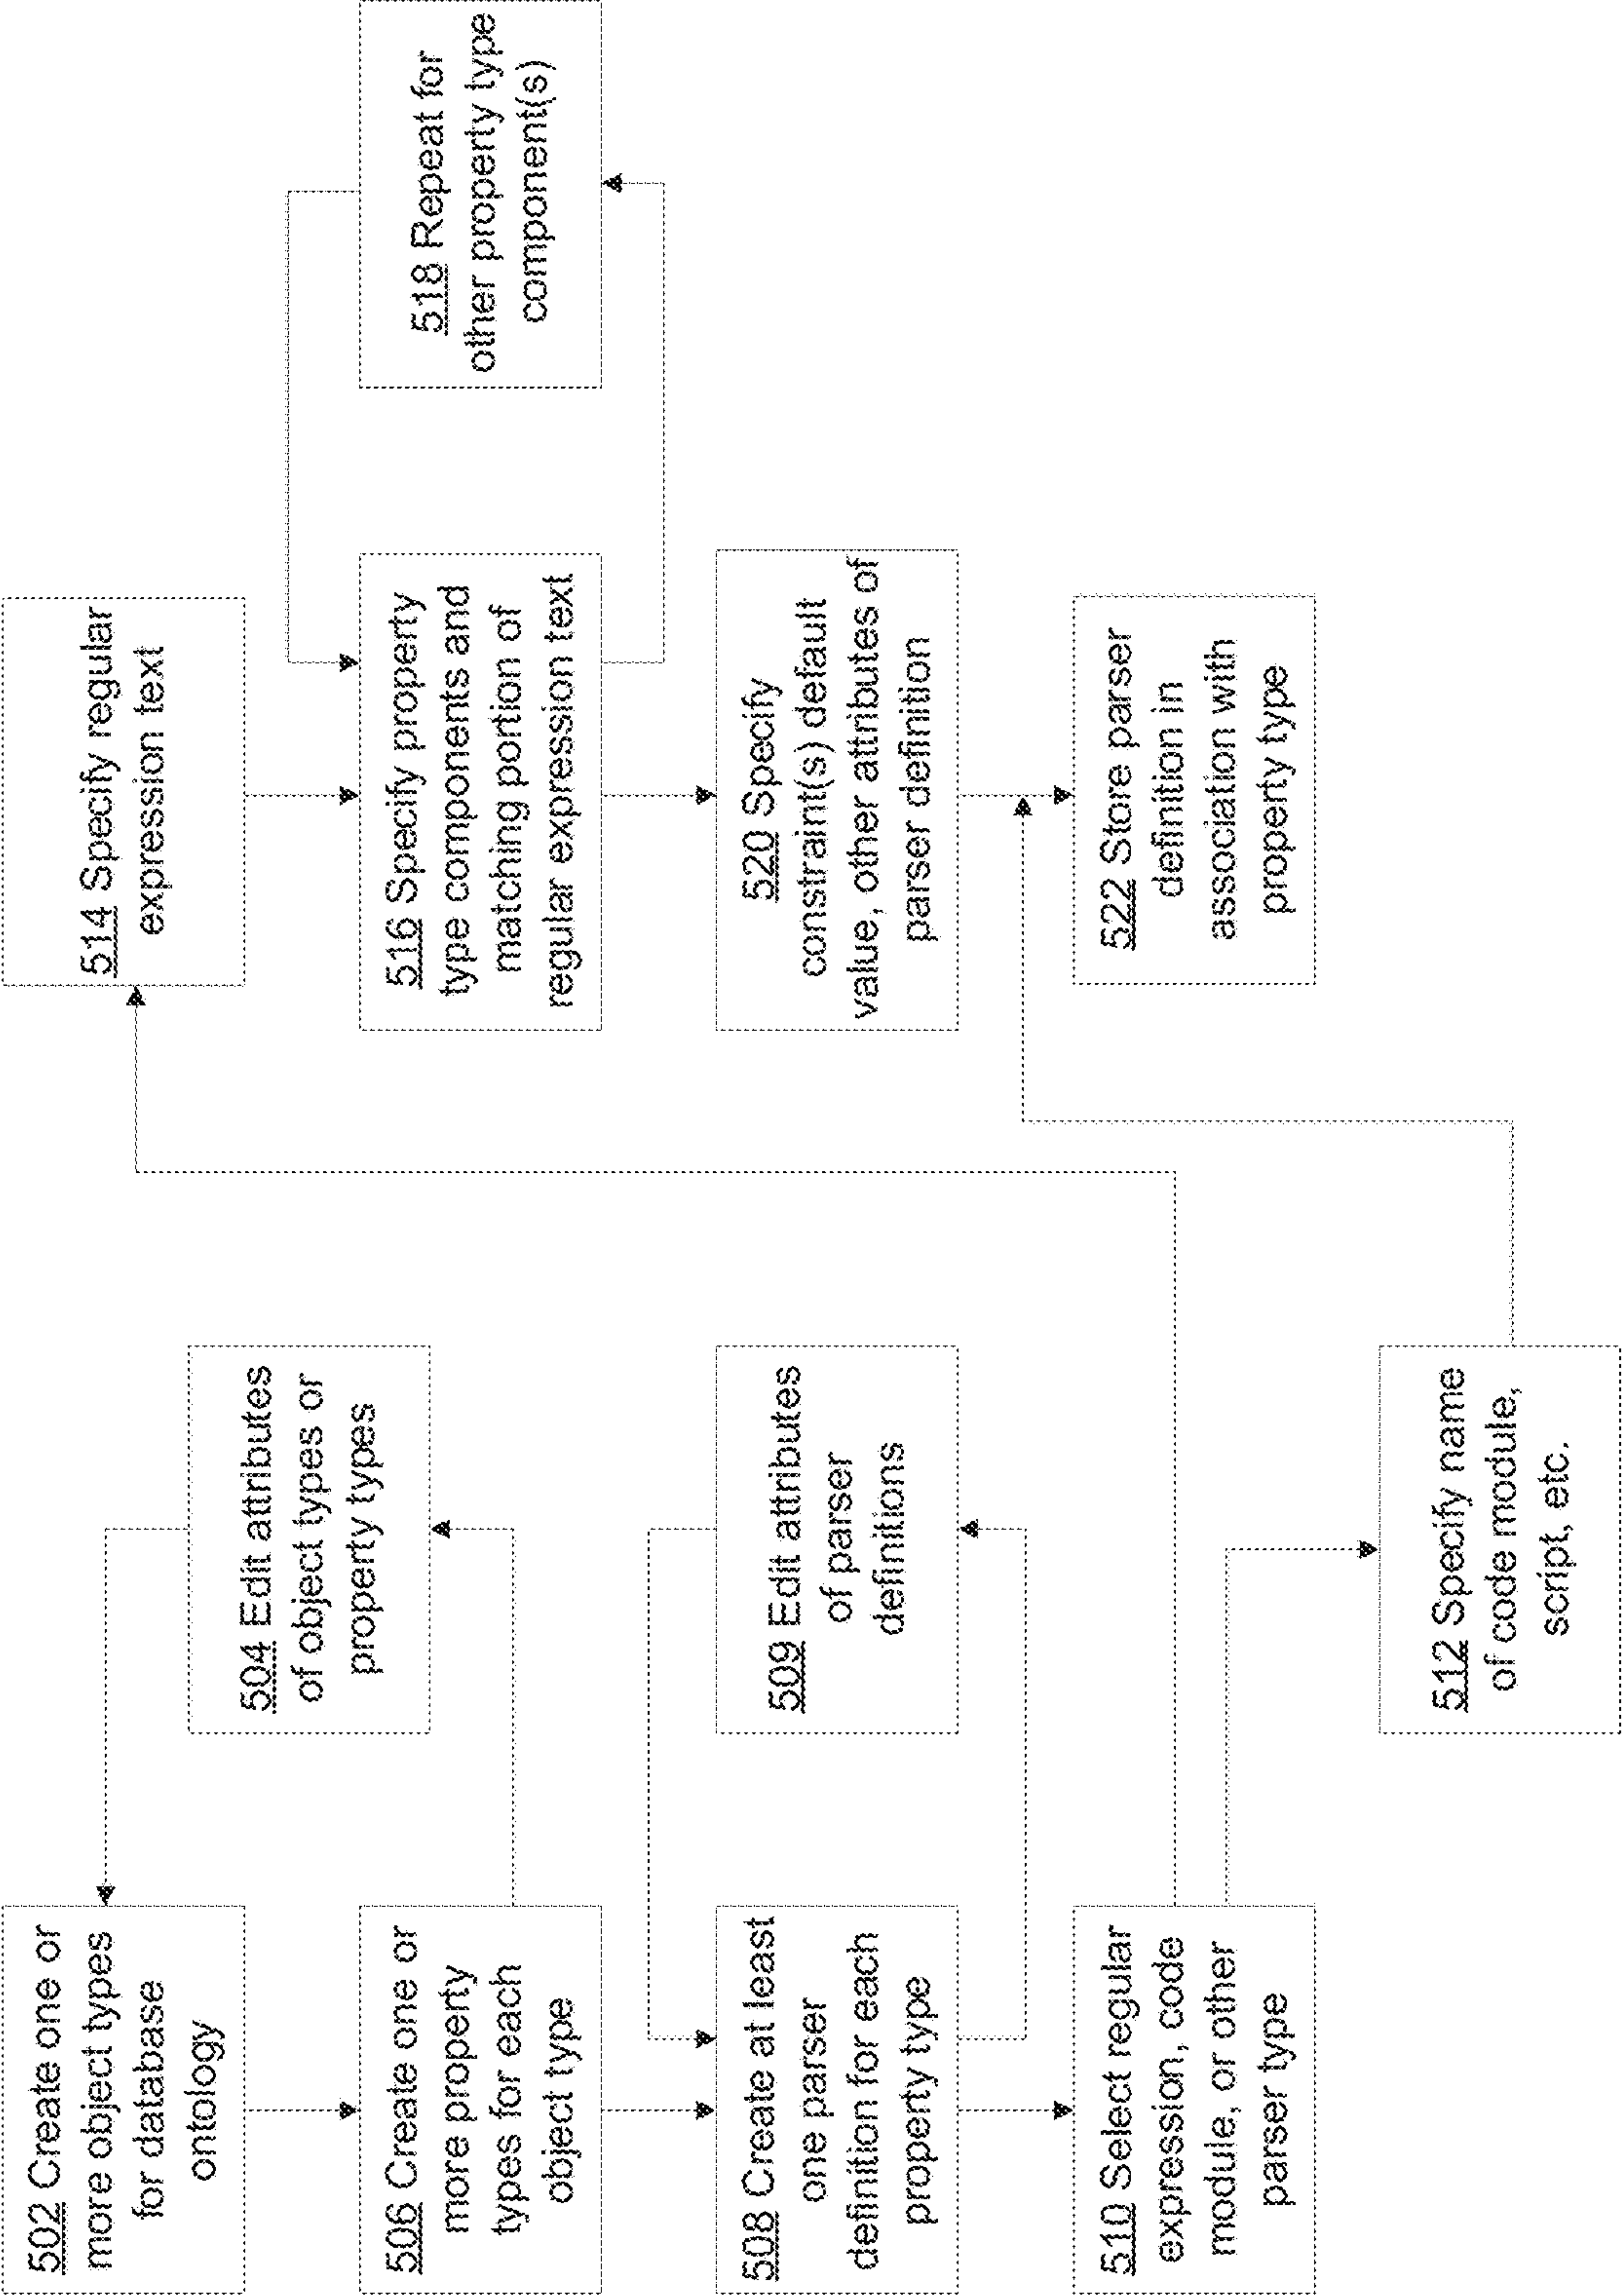 502 Create one or
more object types
for database
ontology
504 Edit attributes
of object types or
property types
506 Create one or
more property
types for each
object type
508 Create at least
one parser
definition for each
property type
509 Edit attributes
of parser
definitions
510 Select regular
expression, code
module, or other
parser type
512 Specify name
of code module,
script, etc.
514 Specify regular
expression text
516 Specify property
type components and
matching portion of
regular expression text
518 Repeat for
other property type
component(s)
520 Specify
constraint(s) default
value, other attributes of
parser definition
522 Store parser
definition in
association with
property type